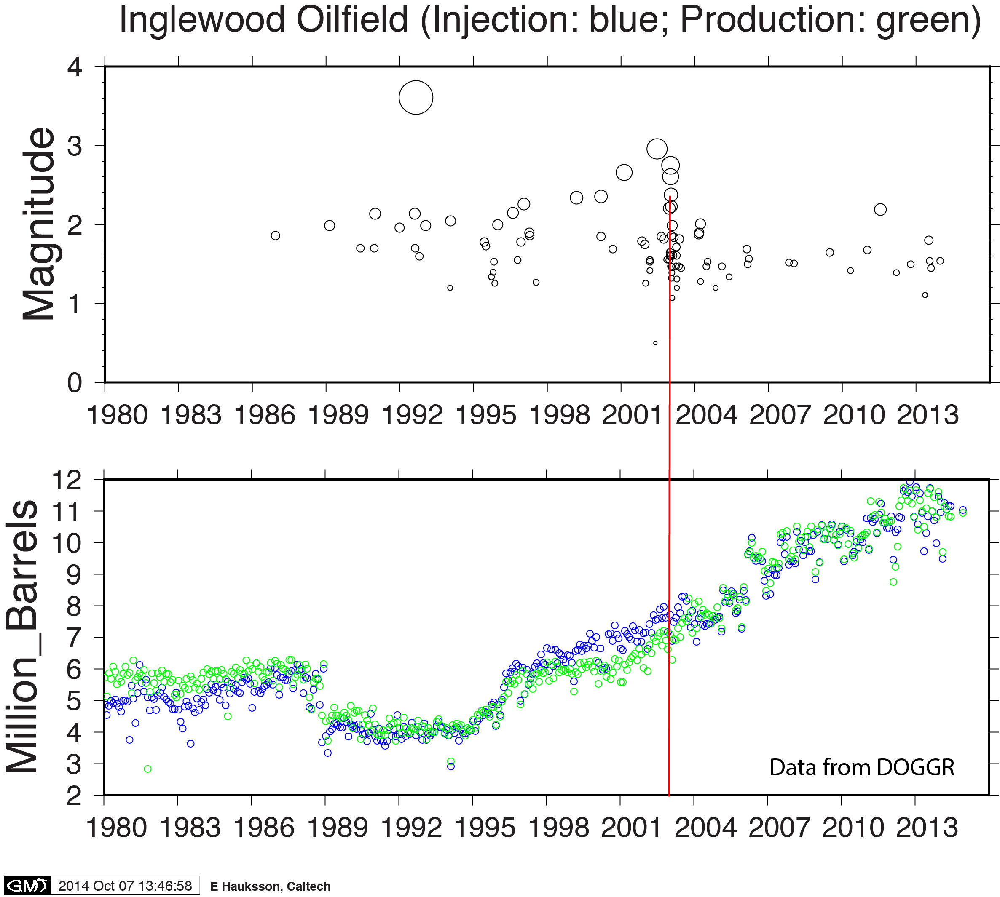 Inglewood Oilfield (Injection: blue; Production: green)
4
3
2
1
0
Magnitude
1980 1983 1986 1989 1992 1995 1998 2001 2004 2007 2010 2013
12
11
10
9
8
7
6
5
4
3
2
Million_Barrels
Data from DOGGR
1980 1983 1986 1989 1992 1995 1998 2001 2004 2007 2010 2013
GMT 2014 Oct 07 13:46:58 E Hauksson, Caltech